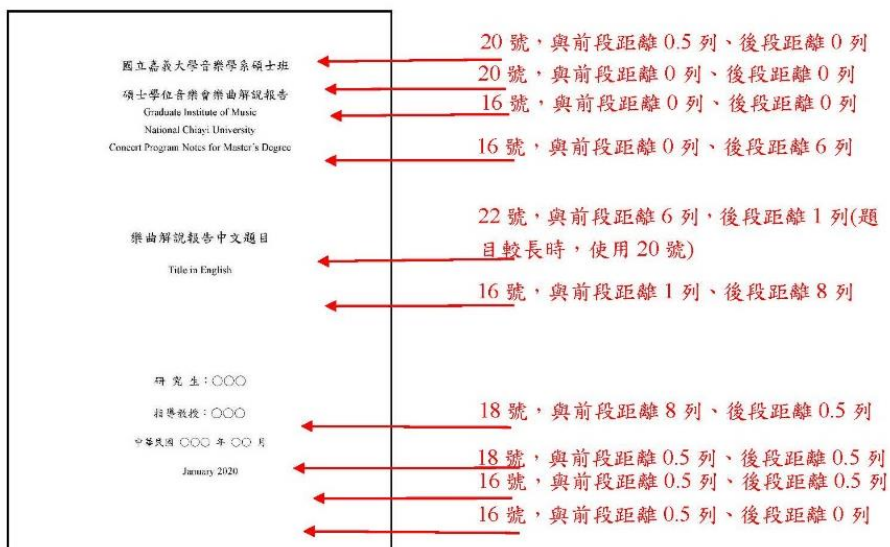 國立嘉義大學音樂學系碩士班
碩士學位音樂會樂曲解說報告
Graduate Institute of Music
National Chiayi University
Concert Program Notes for Master's Degree
樂曲解說報告中文題目
Title in English
研 究 生：○○○
指導教授：○○○
中華民國 ○○○ 年 ○○ 月
January 2020
20 號，與前段距離 0.5 列、後段距離 0 列
20 號，與前段距離 0 列、後段距離 0 列
16 號，與前段距離 0 列、後段距離 0 列
16 號，與前段距離 0 列、後段距離 6 列
22 號，與前段距離 6 列，後段距離 1 列(題
目較長時，使用 20 號)
16 號，與前段距離 1 列、後段距離 8 列
18 號，與前段距離 8 列、後段距離 0.5 列
18 號，與前段距離 0.5 列、後段距離 0.5 列
16 號，與前段距離 0.5 列、後段距離 0.5 列
16 號，與前段距離 0.5 列、後段距離 0 列